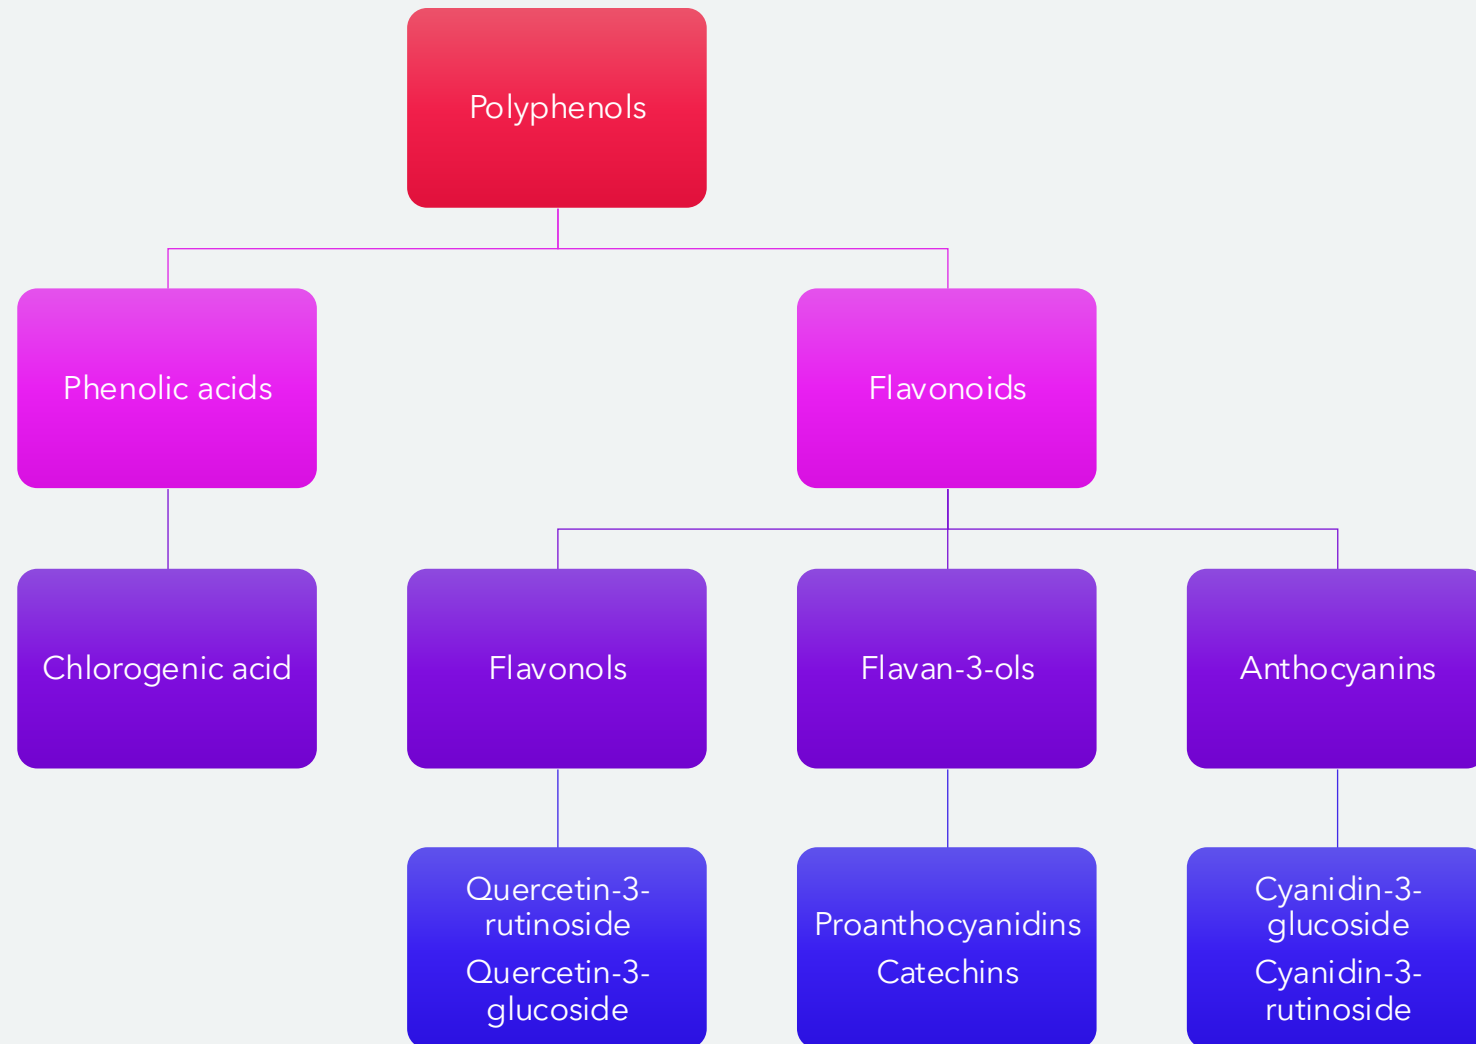 Polyphenols
Phenolic acids
Flavonoids
Chlorogenic acid
Flavonols
Flavan-3-ols
Anthocyanins
Quercetin-3-
rutinoside
Quercetin-3-
glucoside
Proanthocyanidins
Catechins
Cyanidin-3-
glucoside
Cyanidin-3-
rutinoside